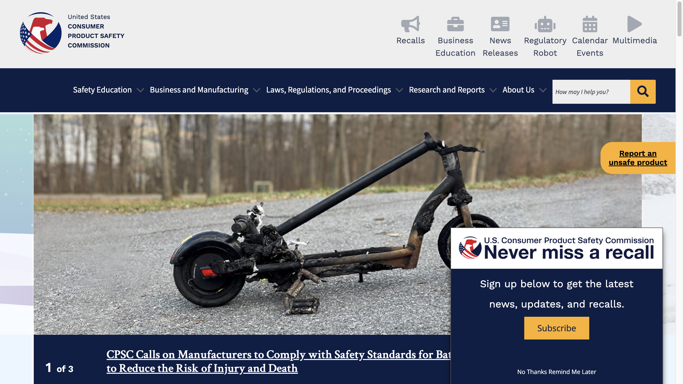 United States
CONSUMER
PRODUCT SAFETY
COMMISSION
Recalls
Business
Education
News
Releases
Regulatory
Robot
Calendar
Events
Multimedia
Safety Education
Business and Manufacturing
Laws, Regulations, and Proceedings
Research and Reports
About Us
How may I help you?
Report an
unsafe product
U.S. Consumer Product Safety Commission
Never miss a recall
Sign up below to get the latest
news, updates, and recalls.
Subscribe
No Thanks Remind Me Later
1 of 3
CPSC Calls on Manufacturers to Comply with Safety Standards for Bat
to Reduce the Risk of Injury and Death